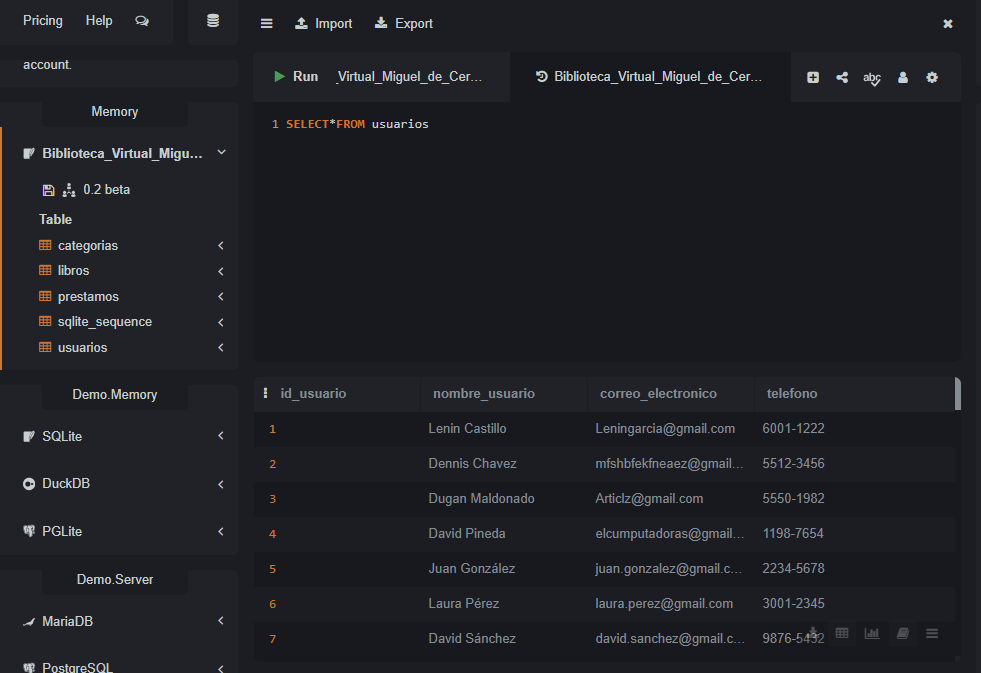 Pricing Help
account.
Memory
Biblioteca_Virtual_Migu...
0.2 beta
Table
categorias
libros
prestamos
sqlite_sequence
usuarios
Demo.Memory
SQLite
DuckDB
PGLite
Demo.Server
MariaDB
PostgreSQL
Import Export
Run _Virtual_Miguel_de_Cer... Biblioteca_Virtual_Miguel_de_Cer... abc
1 SELECT*FROM usuarios
id_usuario nombre_usuario correo_electronico telefono
1 Lenin Castillo Leningarcia@gmail.com 6001-1222
2 Dennis Chavez mfshbfekfneaez@gmail... 5512-3456
3 Dugan Maldonado Articlz@gmail.com 5550-1982
4 David Pineda elcumputadoras@gmail... 1198-7654
5 Juan González juan.gonzalez@gmail.c... 2234-5678
6 Laura Pérez laura.perez@gmail.com 3001-2345
7 David Sánchez david.sanchez@gmail.c... 9876-5432